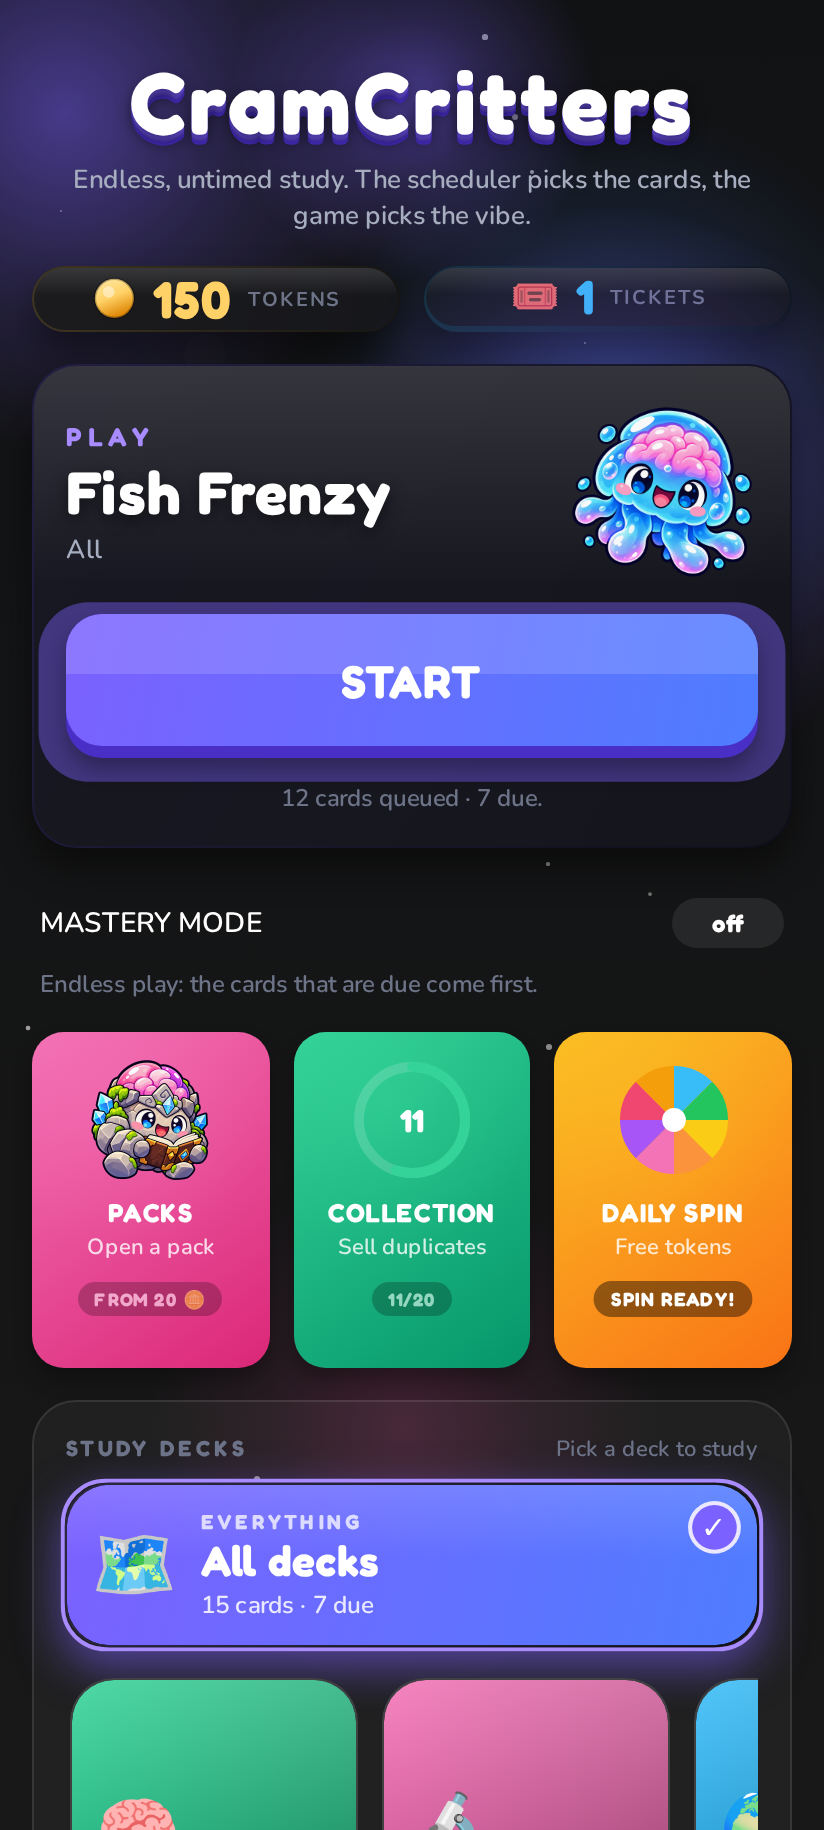 CramCritters
Endless, untimed study. The scheduler picks the cards, the
game picks the vibe.
150 TOKENS
1 TICKETS
PLAY
Fish Frenzy
All
START
12 cards queued · 7 due.
MASTERY MODE
off
Endless play: the cards that are due come first.
PACKS
Open a pack
FROM 20
11
COLLECTION
Sell duplicates
11/20
DAILY SPIN
Free tokens
SPIN READY!
STUDY DECKS
Pick a deck to study
EVERYTHING
All decks
15 cards · 7 due